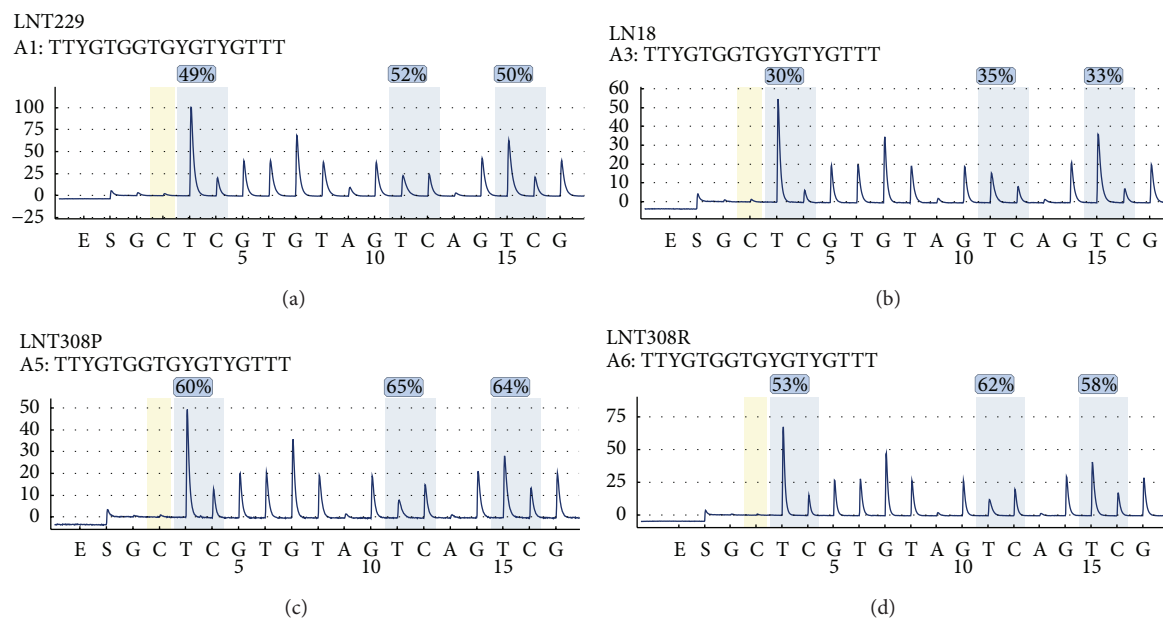 LNT229
A1: TTYGTGGTGYGTYGTTT
49% 52% 50%
100
75
50
25
0
−25
E S G C T C G T G T A G T C A G T C G
5 10 15
(a)
LN18
A3: TTYGTGGTGYGTYGTTT
30% 35% 33%
60
50
40
30
20
10
0
E S G C T C G T G T A G T C A G T C G
5 10 15
(b)
LNT308P
A5: TTYGTGGTGYGTYGTTT
60% 65% 64%
50
40
30
20
10
0
E S G C T C G T G T A G T C A G T C G
5 10 15
(c)
LNT308R
A6: TTYGTGGTGYGTYGTTT
53% 62% 58%
75
50
25
0
E S G C T C G T G T A G T C A G T C G
5 10 15
(d)